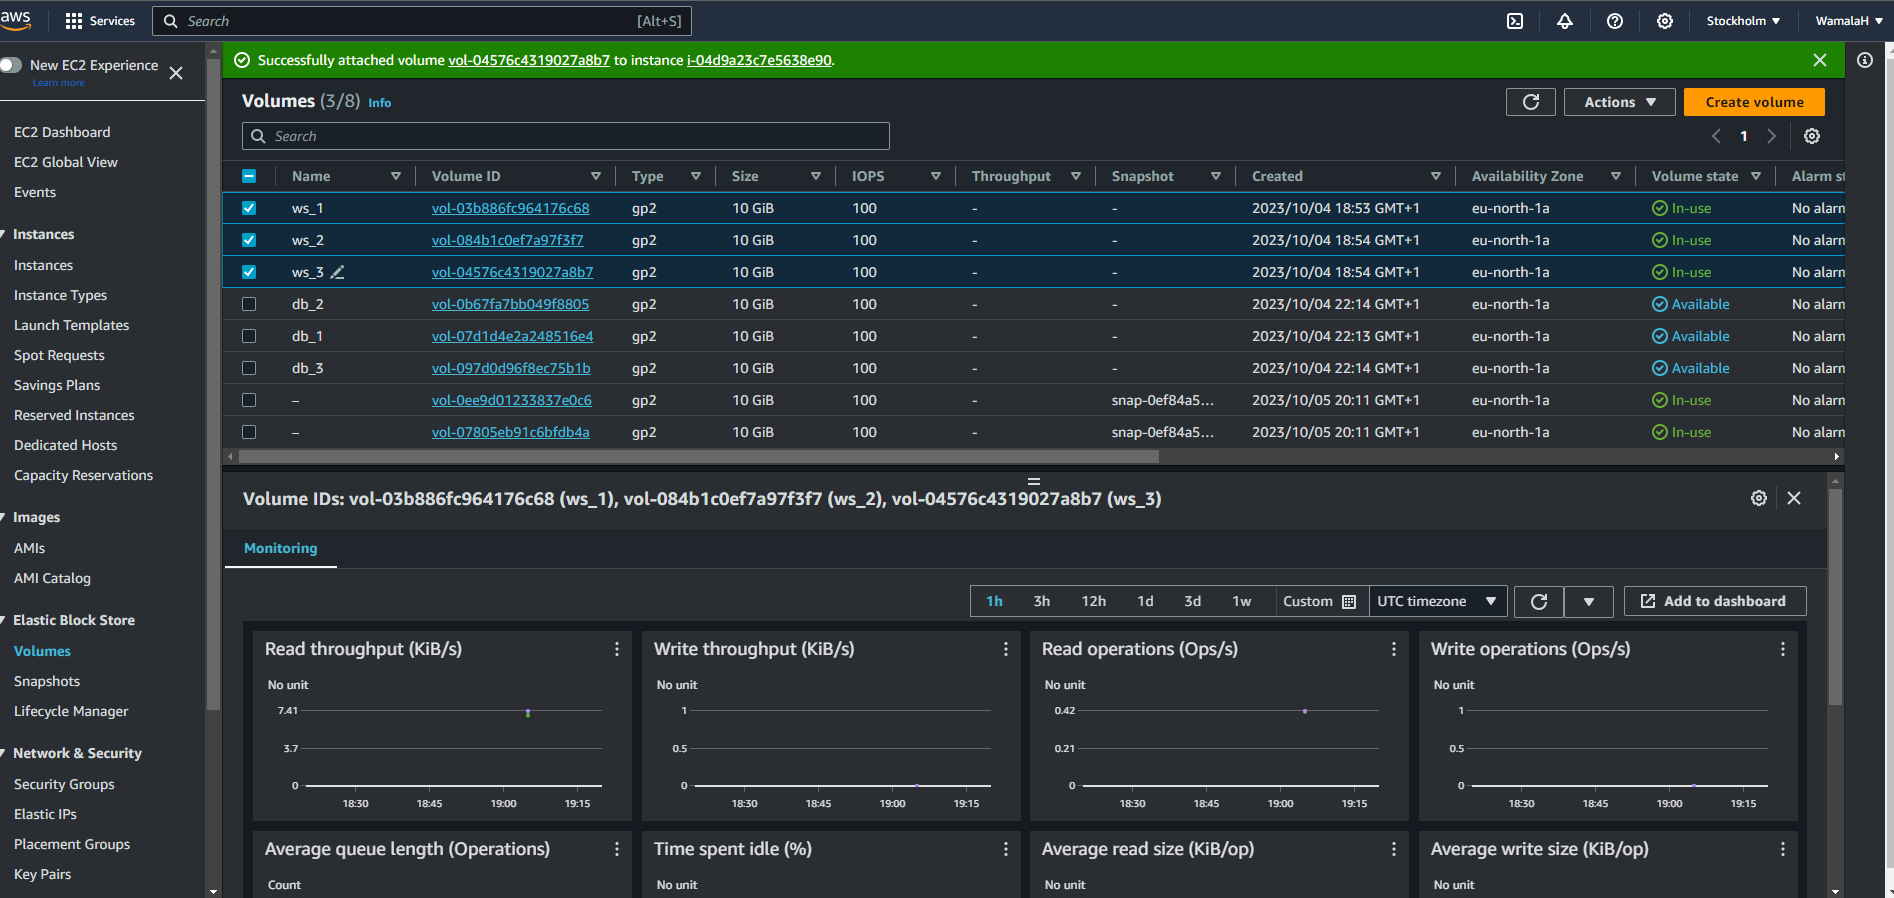 aws Services Search [Alt+S] Stockholm WamalaH
New EC2 Experience
Learn more
EC2 Dashboard
EC2 Global View
Events
Instances
Instances
Instance Types
Launch Templates
Spot Requests
Savings Plans
Reserved Instances
Dedicated Hosts
Capacity Reservations
Images
AMIs
AMI Catalog
Elastic Block Store
Volumes
Snapshots
Lifecycle Manager
Network & Security
Security Groups
Elastic IPs
Placement Groups
Key Pairs
Successfully attached volume vol-04576c4319027a8b7 to instance i-04d9a23c7e5638e90.
Volumes (3/8) Info Actions Create volume
Search 1
Name Volume ID Type Size IOPS Throughput Snapshot Created Availability Zone Volume state Alarm st
ws_1 vol-03b886fc964176c68 gp2 10 GiB 100 - - 2023/10/04 18:53 GMT+1 eu-north-1a In-use No alarm
ws_2 vol-084b1c0ef7a97f3f7 gp2 10 GiB 100 - - 2023/10/04 18:54 GMT+1 eu-north-1a In-use No alarm
ws_3 vol-04576c4319027a8b7 gp2 10 GiB 100 - - 2023/10/04 18:54 GMT+1 eu-north-1a In-use No alarm
db_2 vol-0b67fa7bb049f8805 gp2 10 GiB 100 - - 2023/10/04 22:14 GMT+1 eu-north-1a Available No alarm
db_1 vol-07d1d4e2a248516e4 gp2 10 GiB 100 - - 2023/10/04 22:13 GMT+1 eu-north-1a Available No alarm
db_3 vol-097d0d96f8ec75b1b gp2 10 GiB 100 - - 2023/10/04 22:14 GMT+1 eu-north-1a Available No alarm
– vol-0ee9d01233837e0c6 gp2 10 GiB 100 - snap-0ef84a5... 2023/10/05 20:11 GMT+1 eu-north-1a In-use No alarm
– vol-07805eb91c6bfdb4a gp2 10 GiB 100 - snap-0ef84a5... 2023/10/05 20:11 GMT+1 eu-north-1a In-use No alarm
Volume IDs: vol-03b886fc964176c68 (ws_1), vol-084b1c0ef7a97f3f7 (ws_2), vol-04576c4319027a8b7 (ws_3)
Monitoring
1h 3h 12h 1d 3d 1w Custom UTC timezone Add to dashboard
Read throughput (KiB/s)
No unit
7.41
3.7
0
18:30 18:45 19:00 19:15
Write throughput (KiB/s)
No unit
1
0.5
0
18:30 18:45 19:00 19:15
Read operations (Ops/s)
No unit
0.42
0.21
0
18:30 18:45 19:00 19:15
Write operations (Ops/s)
No unit
1
0.5
0
18:30 18:45 19:00 19:15
Average queue length (Operations)
Count
Time spent idle (%)
No unit
Average read size (KiB/op)
No unit
Average write size (KiB/op)
No unit